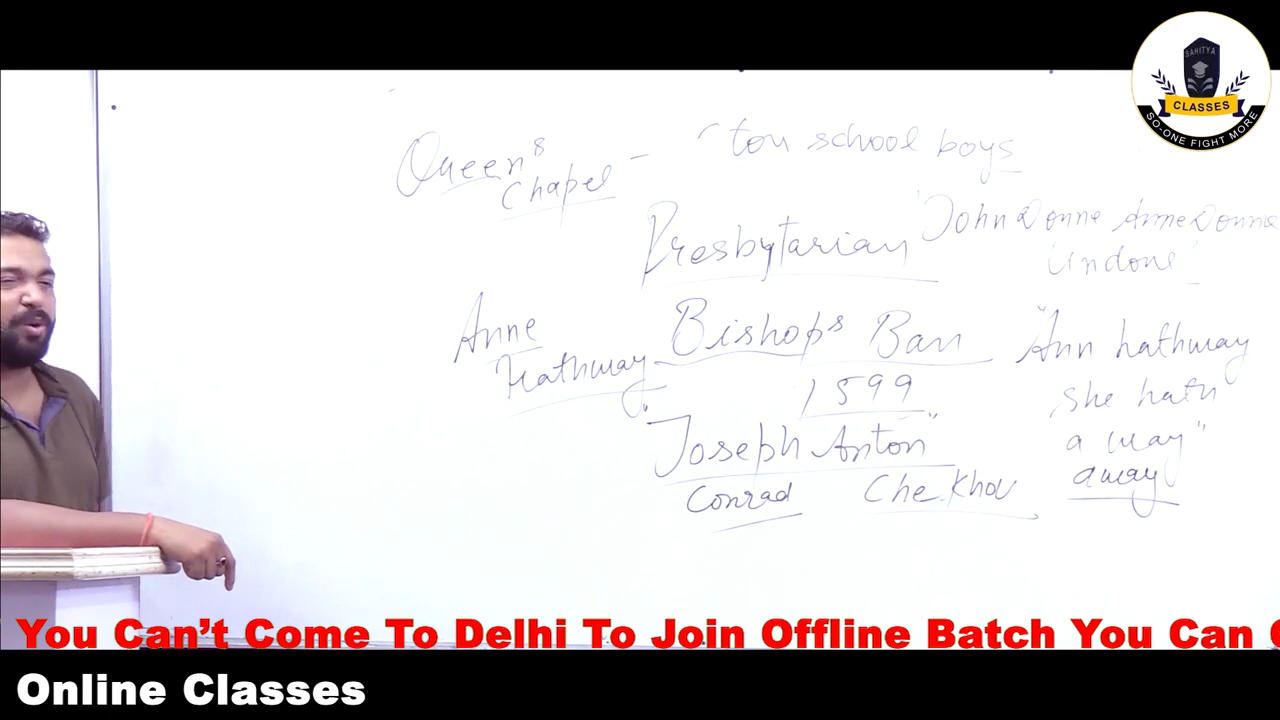 SAHITYA
CLASSES
SO-ONE FIGHT MORE
Queen's Chapel - "ton school boys
Presbytarian
'John Donne Anne Donne
Undone'
Anne
Hathway
Bishops Ban
1599
"Ann hathway
she hath
a way"
away
"Joseph Anton"
Conrad Chekhov
You Can't Come To Delhi To Join Offline Batch You Can
Online Classes